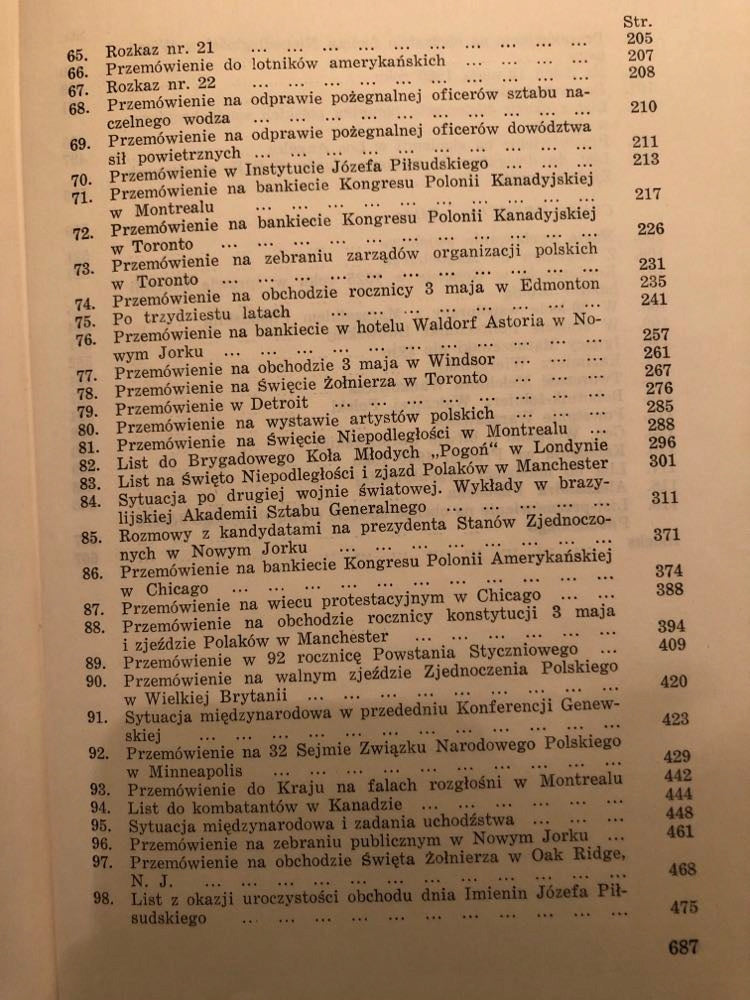 Str.
65. Rozkaz nr. 21 ... ... ... ... ... ... ... ... ... ... 205
66. Przemówienie do lotników amerykańskich ... ... ... ... 207
67. Rozkaz nr. 22 ... ... ... ... ... ... ... ... ... ... 208
68. Przemówienie na odprawie pożegnalnej oficerów sztabu na-
czelnego wodza ... ... ... ... ... ... ... ... ... ... 210
69. Przemówienie na odprawie pożegnalnej oficerów dowództwa
sił powietrznych ... ... ... ... ... ... ... ... ... ... 211
70. Przemówienie w Instytucie Józefa Piłsudskiego ... ... ... 213
71. Przemówienie na bankiecie Kongresu Polonii Kanadyjskiej
w Montrealu ... ... ... ... ... ... ... ... ... ... 217
72. Przemówienie na bankiecie Kongresu Polonii Kanadyjskiej
w Toronto ... ... ... ... ... ... ... ... ... ... ... 226
73. Przemówienie na zebraniu zarządów organizacji polskich
w Toronto ... ... ... ... ... ... ... ... ... ... ... 231
74. Przemówienie na obchodzie rocznicy 3 maja w Edmonton 235
75. Po trzydziestu latach ... ... ... ... ... ... ... ... 241
76. Przemówienie na bankiecie w hotelu Waldorf Astoria w No-
wym Jorku ... ... ... ... ... ... ... ... ... ... ... 257
77. Przemówienie na obchodzie 3 maja w Windsor ... ... ... 261
78. Przemówienie na Święcie Żołnierza w Toronto ... ... ... 267
79. Przemówienie w Detroit ... ... ... ... ... ... ... ... 276
80. Przemówienie na wystawie artystów polskich ... ... ... 285
81. Przemówienie na Święcie Niepodległości w Montrealu ... 288
82. List do Brygadowego Koła Młodych „Pogoń“ w Londynie 296
83. List na Święto Niepodległości i zjazd Polaków w Manchester 301
84. Sytuacja po drugiej wojnie światowej. Wykłady w brazy-
lijskiej Akademii Sztabu Generalnego ... ... ... ... ... 311
85. Rozmowy z kandydatami na prezydenta Stanów Zjednoczo-
nych w Nowym Jorku ... ... ... ... ... ... ... ... 371
86. Przemówienie na bankiecie Kongresu Polonii Amerykańskiej
w Chicago ... ... ... ... ... ... ... ... ... ... ... 374
87. Przemówienie na wiecu protestacyjnym w Chicago ... ... 388
88. Przemówienie na obchodzie rocznicy konstytucji 3 maja
i zjeździe Polaków w Manchester ... ... ... ... ... ... 394
89. Przemówienie w 92 rocznicę Powstania Styczniowego ... ... 409
90. Przemówienie na walnym zjeździe Zjednoczenia Polskiego
w Wielkiej Brytanii ... ... ... ... ... ... ... ... ... 420
91. Sytuacja międzynarodowa w przededniu Konferencji Genew-
skiej ... ... ... ... ... ... ... ... ... ... ... ... 423
92. Przemówienie na 32 Sejmie Związku Narodowego Polskiego
w Minneapolis ... ... ... ... ... ... ... ... ... ... 429
93. Przemówienie do Kraju na falach rozgłośni w Montrealu 442
94. List do kombatantów w Kanadzie ... ... ... ... ... ... 444
95. Sytuacja międzynarodowa i zadania uchodźstwa ... ... ... 448
96. Przemówienie na zebraniu publicznym w Nowym Jorku ... 461
97. Przemówienie na obchodzie Święta Żołnierza w Oak Ridge,
N. J. ... ... ... ... ... ... ... ... ... ... ... ... 468
98. List z okazji uroczystości obchodu dnia Imienin Józefa Pił-
sudskiego ... ... ... ... ... ... ... ... ... ... ... 475
687